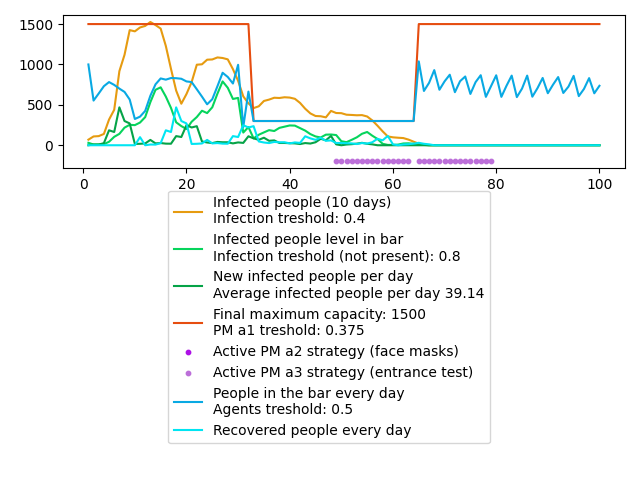 1500
1000
500
0
0
20
40
60
80
100
Infected people (10 days)
Infection treshold: 0.4
Infected people level in bar
Infection treshold (not present): 0.8
New infected people per day
Average infected people per day 39.14
Final maximum capacity: 1500
PM a1 treshold: 0.375
Active PM a2 strategy (face masks)
Active PM a3 strategy (entrance test)
People in the bar every day
Agents treshold: 0.5
Recovered people every day